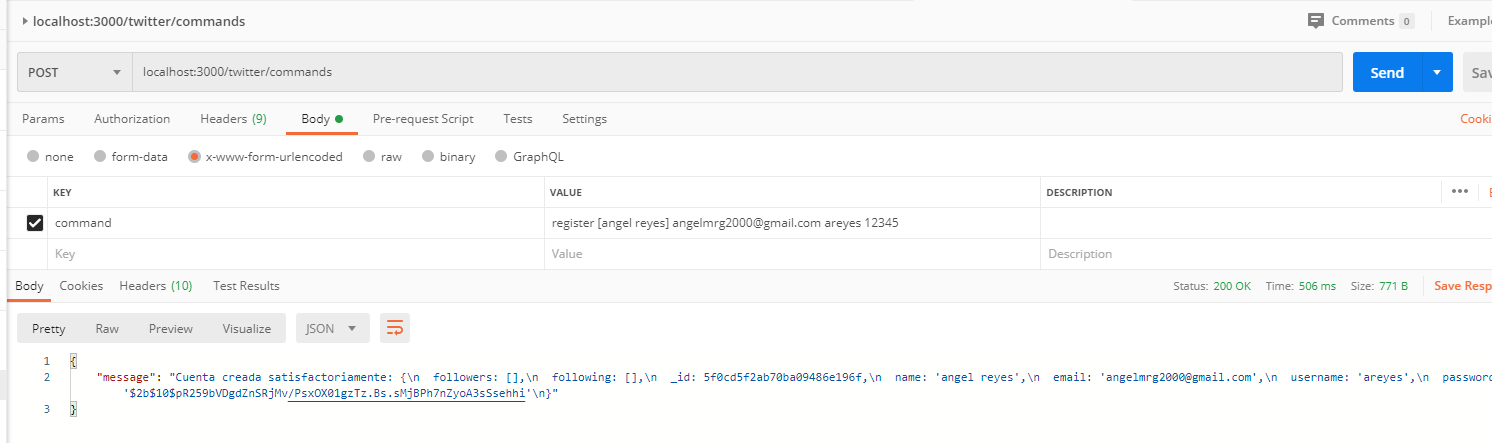 localhost:3000/twitter/commands Comments 0 Exampl
POST localhost:3000/twitter/commands Send Sav
Params Authorization Headers (9) Body Pre-request Script Tests Settings Cooki
none form-data x-www-form-urlencoded raw binary GraphQL
KEY VALUE DESCRIPTION •••
command register [angel reyes] angelmrg2000@gmail.com areyes 12345
Key Value Description
Body Cookies Headers (10) Test Results Status: 200 OK Time: 506 ms Size: 771 B Save Resp
Pretty Raw Preview Visualize JSON
1 {
2 "message": "Cuenta creada satisfactoriamente: {\n followers: [],\n following: [],\n _id: 5f0cd5f2ab70ba09486e196f,\n name: 'angel reyes',\n email: 'angelmrg2000@gmail.com',\n username: 'areyes',\n password
'$2b$10$pR259bVDgdZnSRjMv/PsxOX01gzTz.Bs.sMjBPh7nZyoA3sSsehhi'\n}"
3 }